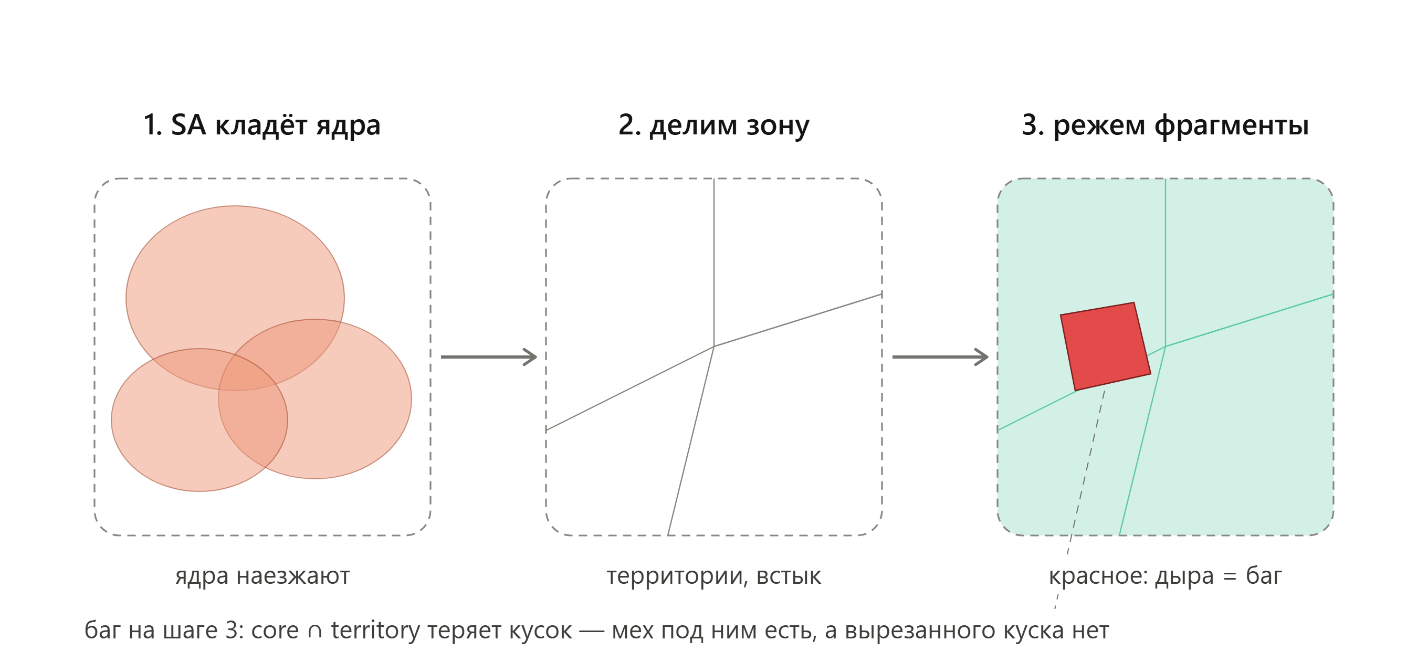 1. SA кладёт ядра
2. делим зону
3. режем фрагменты
ядра наезжают
территории, встык
красное: дыра = баг
баг на шаге 3: core ∩ territory теряет кусок — мех под ним есть, а вырезанного куска нет